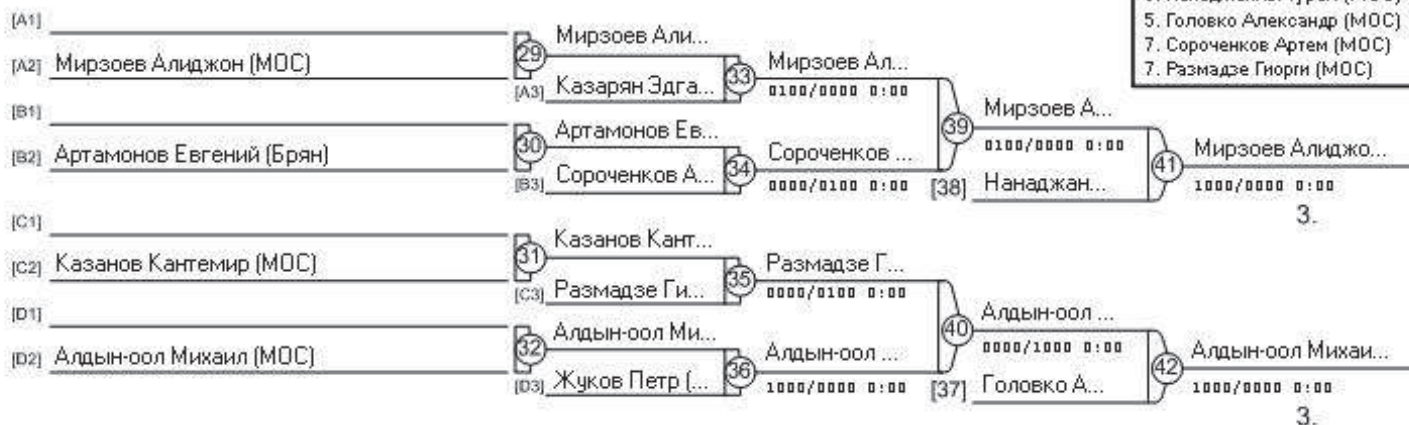 5. Головко Александр (МОС)
7. Сороченков Артем (МОС)
7. Размадзе Гиорги (МОС)
[A1]
[A2] Мирзоев Алиджон (МОС)
29
Мирзоев Али...
[A3] Казарян Эдга...
33
Мирзоев Ал...
0100/0000 0:00
[B1]
[B2] Артамонов Евгений (Брян)
30
Артамонов Ев...
[B3] Сороченков А...
34
Сороченков ...
0000/0100 0:00
39
Мирзоев А...
0100/0000 0:00
[38] Нанаджан...
41
Мирзоев Алиджо...
1000/0000 0:00
3.
[C1]
[C2] Казанов Кантемир (МОС)
31
Казанов Кант...
[C3] Размадзе Ги...
35
Размадзе Г...
0000/0100 0:00
[D1]
[D2] Алдын-оол Михаил (МОС)
32
Алдын-оол Ми...
[D3] Жуков Петр (...
36
Алдын-оол ...
1000/0000 0:00
40
Алдын-оол ...
0000/1000 0:00
[37] Головко А...
42
Алдын-оол Михаи...
1000/0000 0:00
3.